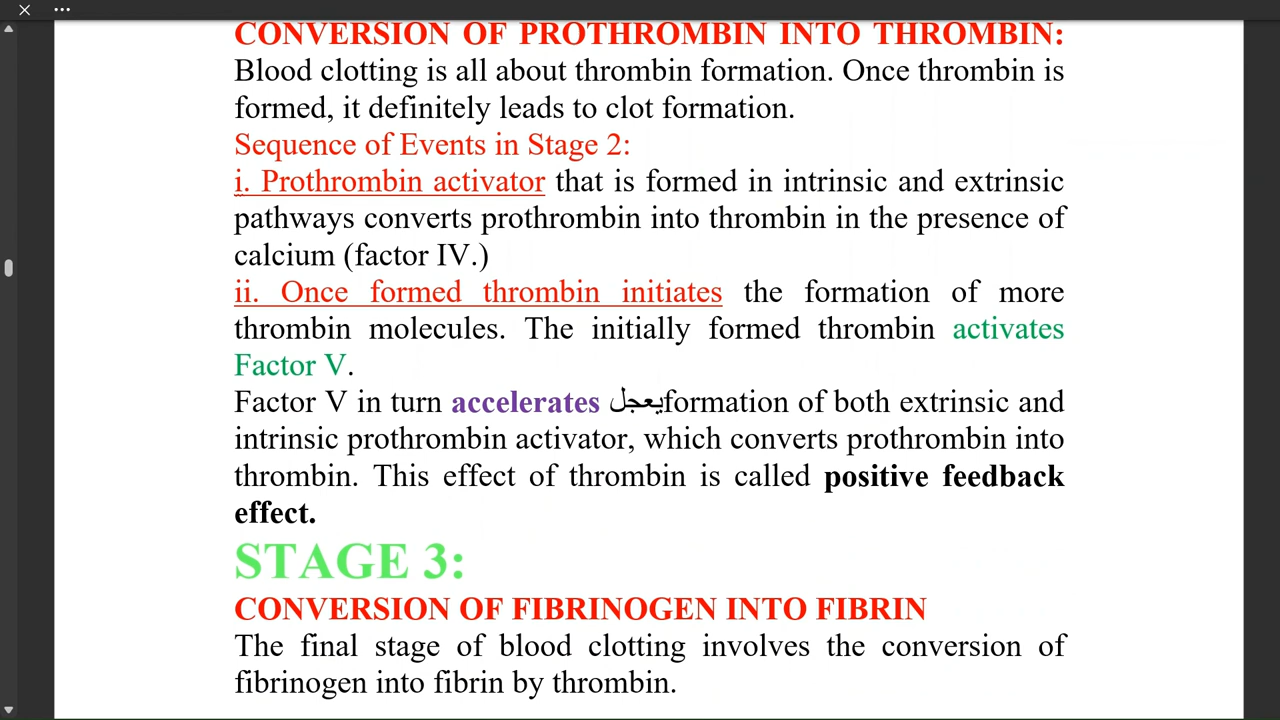 CONVERSION OF PROTHROMBIN INTO THROMBIN:
Blood clotting is all about thrombin formation. Once thrombin is
formed, it definitely leads to clot formation.
Sequence of Events in Stage 2:
i. Prothrombin activator that is formed in intrinsic and extrinsic
pathways converts prothrombin into thrombin in the presence of
calcium (factor IV.)
ii. Once formed thrombin initiates the formation of more
thrombin molecules. The initially formed thrombin activates
Factor V.
Factor V in turn accelerates يعجل formation of both extrinsic and
intrinsic prothrombin activator, which converts prothrombin into
thrombin. This effect of thrombin is called positive feedback
effect.
STAGE 3:
CONVERSION OF FIBRINOGEN INTO FIBRIN
The final stage of blood clotting involves the conversion of
fibrinogen into fibrin by thrombin.